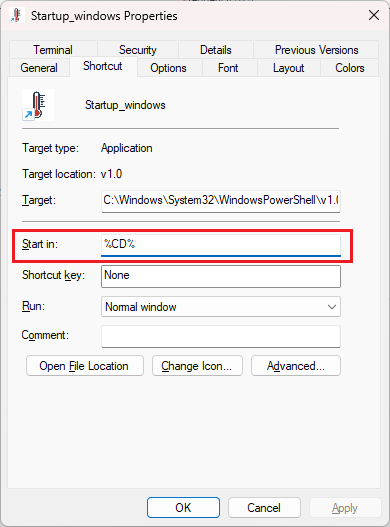 Startup_windows Properties
Terminal Security Details Previous Versions
General Shortcut Options Font Layout Colors
Startup_windows
Target type: Application
Target location: v1.0
Target: C:\Windows\System32\WindowsPowerShell\v1.0
Start in: %CD%
Shortcut key: None
Run: Normal window
Comment:
Open File Location Change Icon... Advanced...
OK Cancel Apply